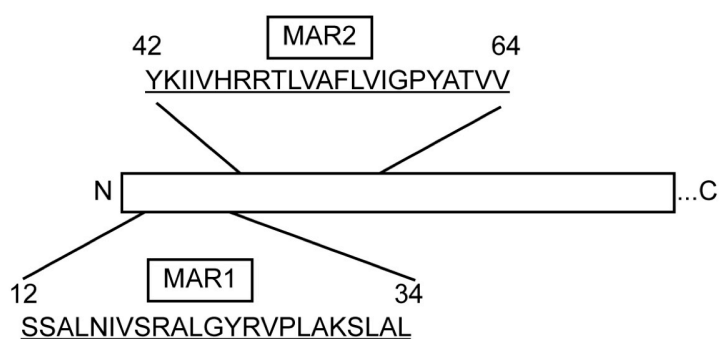 MAR2
42 64
YKIIVHRRTLVAFLVIGPYATVV
N ...C
MAR1
12 34
SSALNIVSRALGYRVPLAKSLAL